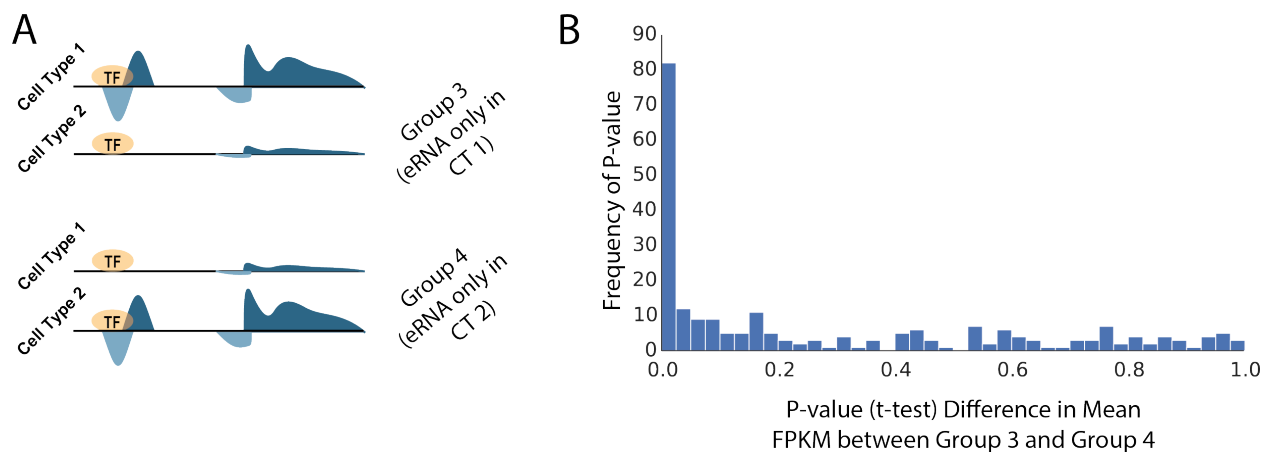 A
Cell Type 1
TF
Cell Type 2
TF
Group 3
(eRNA only in
CT 1)
Cell Type 1
TF
Cell Type 2
TF
Group 4
(eRNA only in
CT 2)
B
Frequency of P-value
90
80
70
60
50
40
30
20
10
0
0.0 0.2 0.4 0.6 0.8 1.0
P-value (t-test) Difference in Mean
FPKM between Group 3 and Group 4